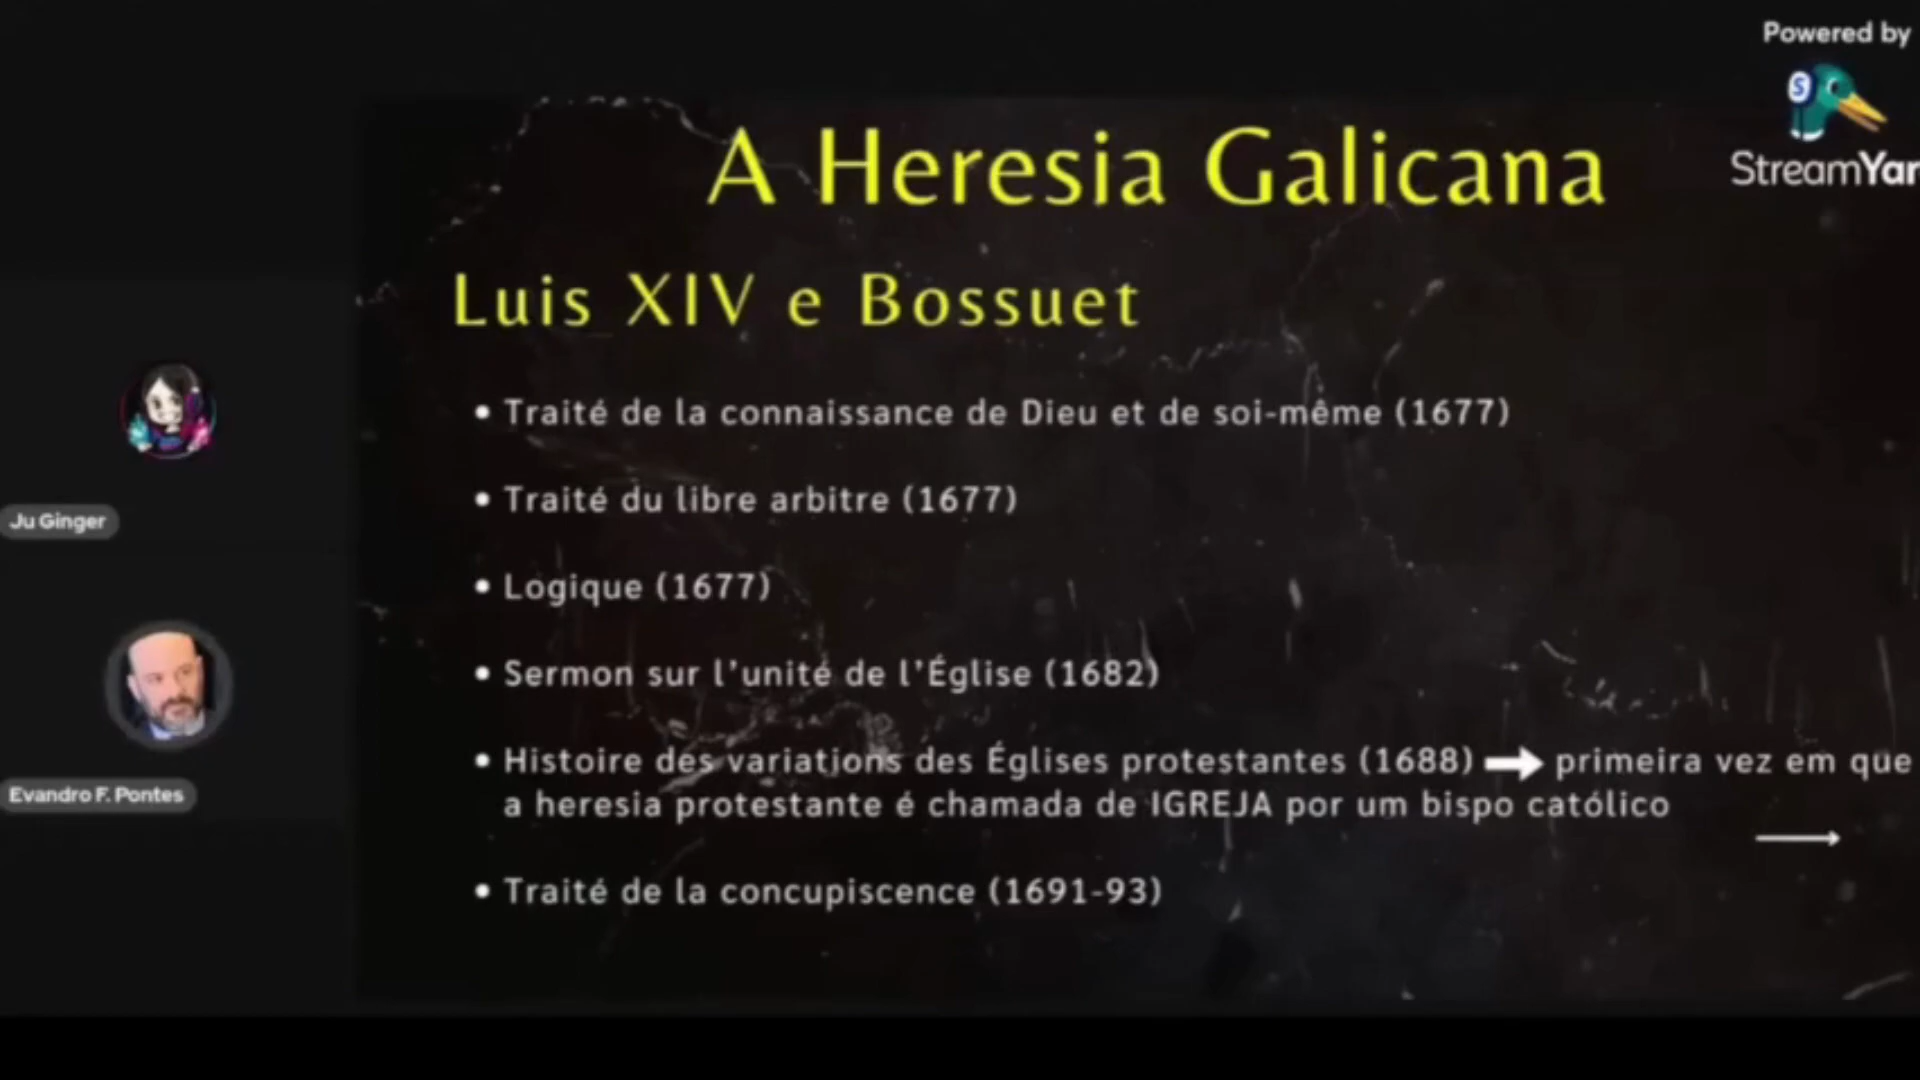 Powered by
StreamYar
A Heresia Galicana
Luis XIV e Bossuet
• Traité de la connaissance de Dieu et de soi-même (1677)
• Traité du libre arbitre (1677)
• Logique (1677)
• Sermon sur l'unité de l'Église (1682)
• Histoire des variations des Églises protestantes (1688) ➡ primeira vez em que
a heresia protestante é chamada de IGREJA por um bispo católico
• Traité de la concupiscence (1691-93)
Ju Ginger
Evandro F. Pontes